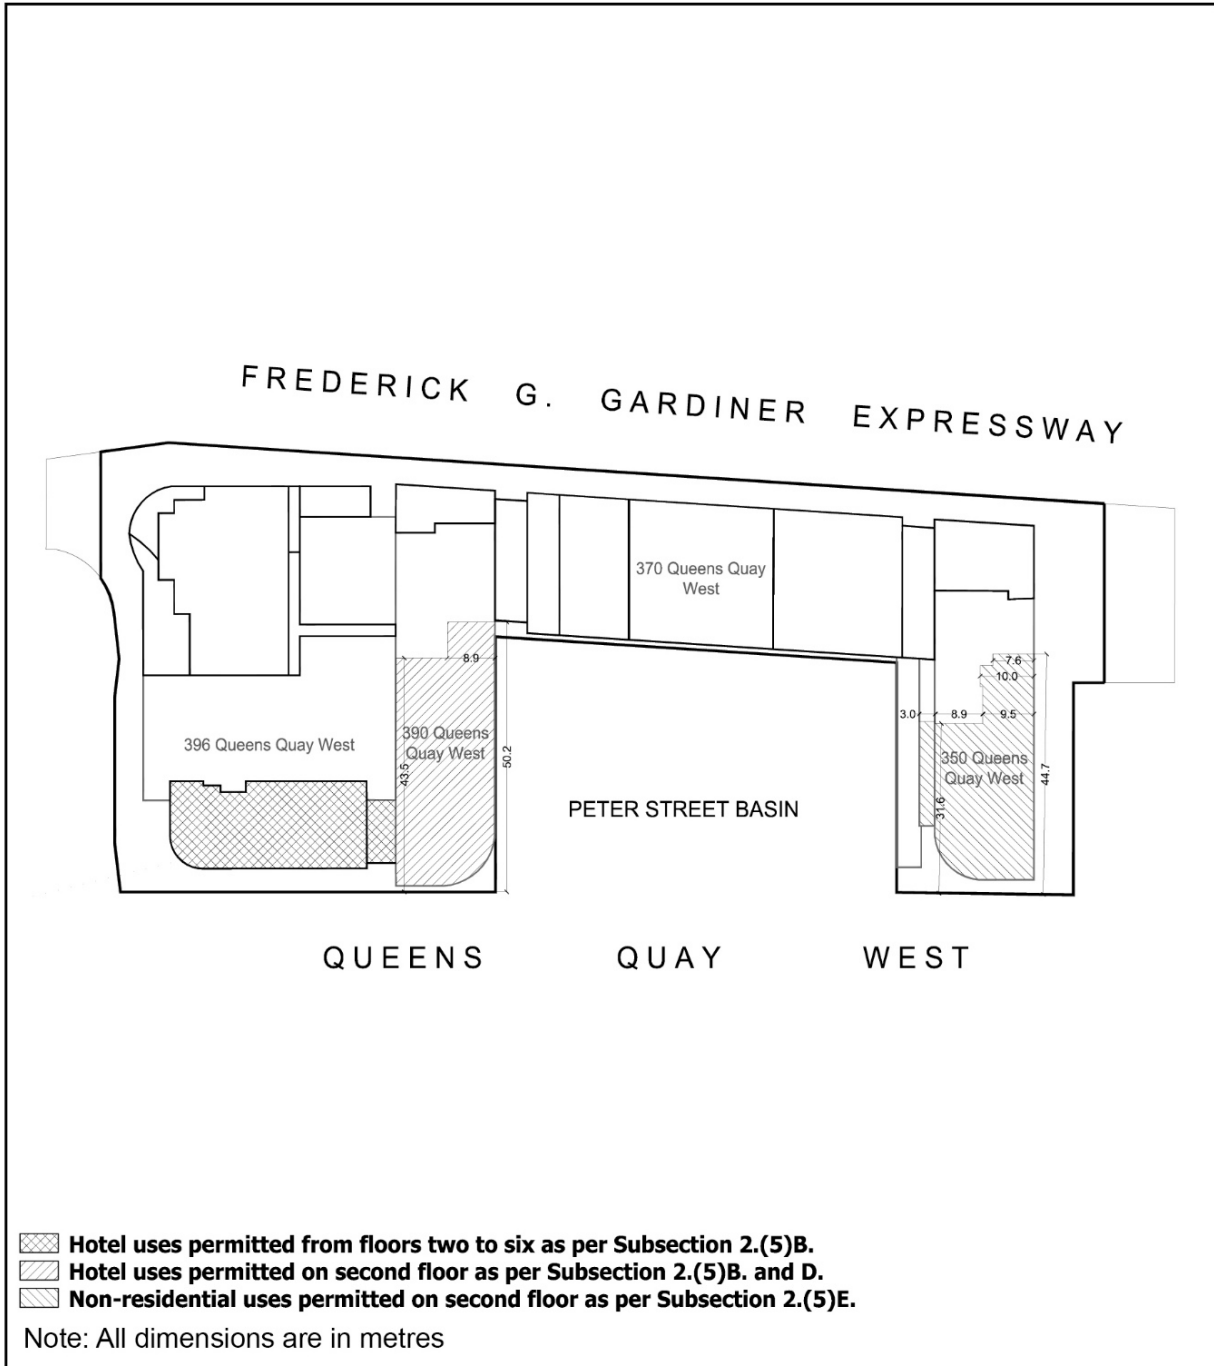 FREDERICK G. GARDINER EXPRESSWAY
370 Queens Quay
West
8.9
7.6
10.0
3.0
8.9
9.5
396 Queens Quay West
390 Queens
Quay West
43.5
50.2
350 Queens
Quay West
44.7
31.6
PETER STREET BASIN
QUEENS QUAY WEST
Hotel uses permitted from floors two to six as per Subsection 2.(5)B.
Hotel uses permitted on second floor as per Subsection 2.(5)B. and D.
Non-residential uses permitted on second floor as per Subsection 2.(5)E.
Note: All dimensions are in metres